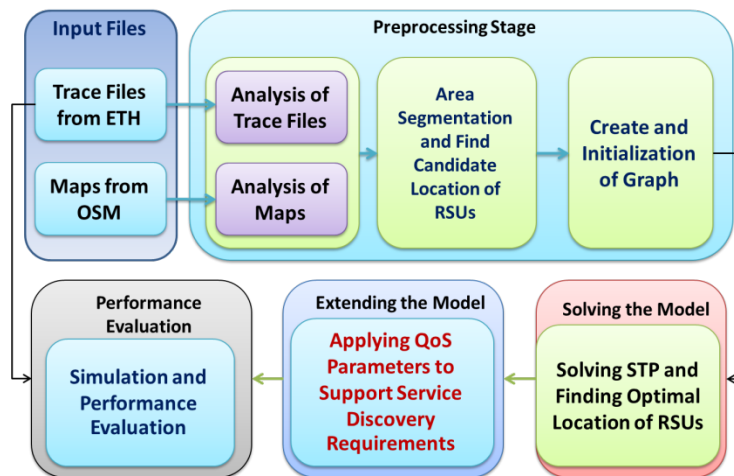 Input Files
Trace Files
from ETH
Maps from
OSM
Preprocessing Stage
Analysis of
Trace Files
Analysis of
Maps
Area
Segmentation
and Find
Candidate
Location of
RSUs
Create and
Initialization
of Graph
Performance
Evaluation
Simulation and
Performance
Evaluation
Extending the Model
Applying QoS
Parameters to
Support Service
Discovery
Requirements
Solving the Model
Solving STP and
Finding Optimal
Location of RSUs